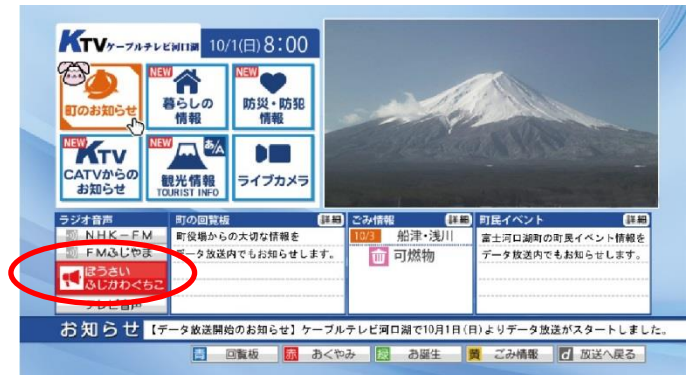 KTV ケーブルテレビ河口湖 10/1(日) 8:00
町のお知らせ
NEW
暮らしの
情報
NEW
防災・防犯
情報
NEW
KTV
CATVからの
お知らせ
NEW
あ/A
観光情報
TOURIST INFO
ライブカメラ
ラジオ音声
NHK-FM
FMふじやま
ぼうさい
ふじかわぐちこ
テレビ音声
町の回覧板 詳細
町役場からの大切な情報を
データ放送内でもお知らせします。
ごみ情報 詳細
10/3 船津・浅川
可燃物
町民イベント 詳細
富士河口湖町の町民イベント情報を
データ放送内でもお知らせします。
お知らせ 【データ放送開始のお知らせ】ケーブルテレビ河口湖で10月1日(日)よりデータ放送がスタートしました。
青 回覧板 赤 おくやみ 緑 お誕生 黄 ごみ情報 d 放送へ戻る